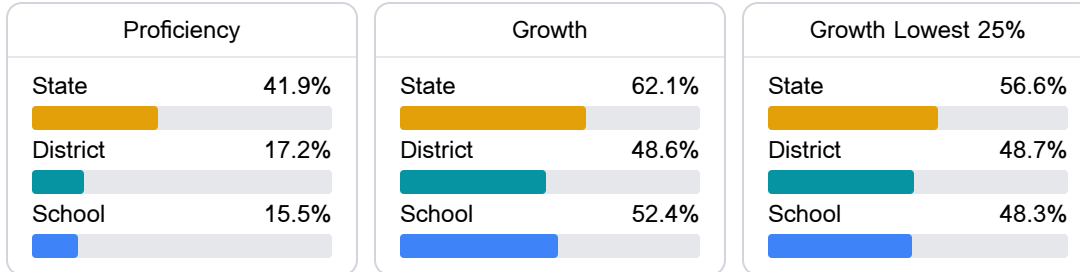 Proficiency
State 41.9%
District 17.2%
School 15.5%
Growth
State 62.1%
District 48.6%
School 52.4%
Growth Lowest 25%
State 56.6%
District 48.7%
School 48.3%